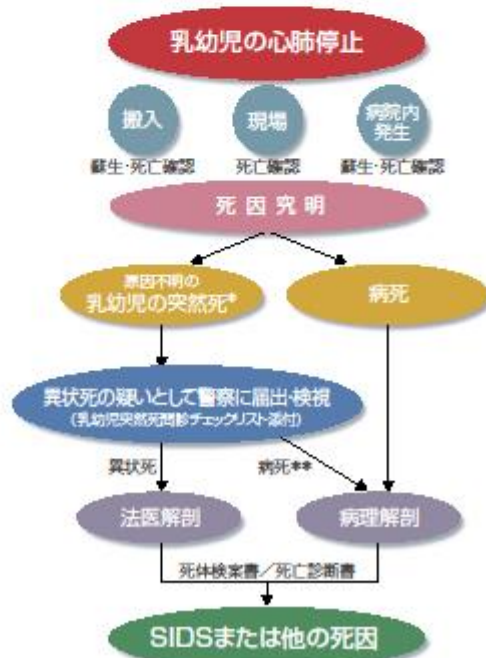 乳幼児の心肺停止
搬入
現場
病院内
発生
蘇生・死亡確認
死亡確認
蘇生・死亡確認
死因究明
原因不明の
乳幼児の突然死*
病死
異状死の疑いとして警察に届出・検視
(乳幼児突然死問診チェックリスト添付)
異状死
病死**
法医解剖
病理解剖
死体検案書/死亡診断書
SIDSまたは他の死因